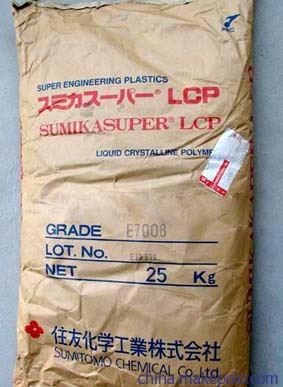 SUPER ENGINEERING PLASTICS
スミカスーパー® LCP
SUMIKASUPER® LCP
LIQUID CRYSTALLINE POLYME
GRADE E7008
LOT. No.
NET 25 Kg
住友化学工業株式会社
SUMITOMO CHEMICAL Co., Ltd.
china.makepolo.com